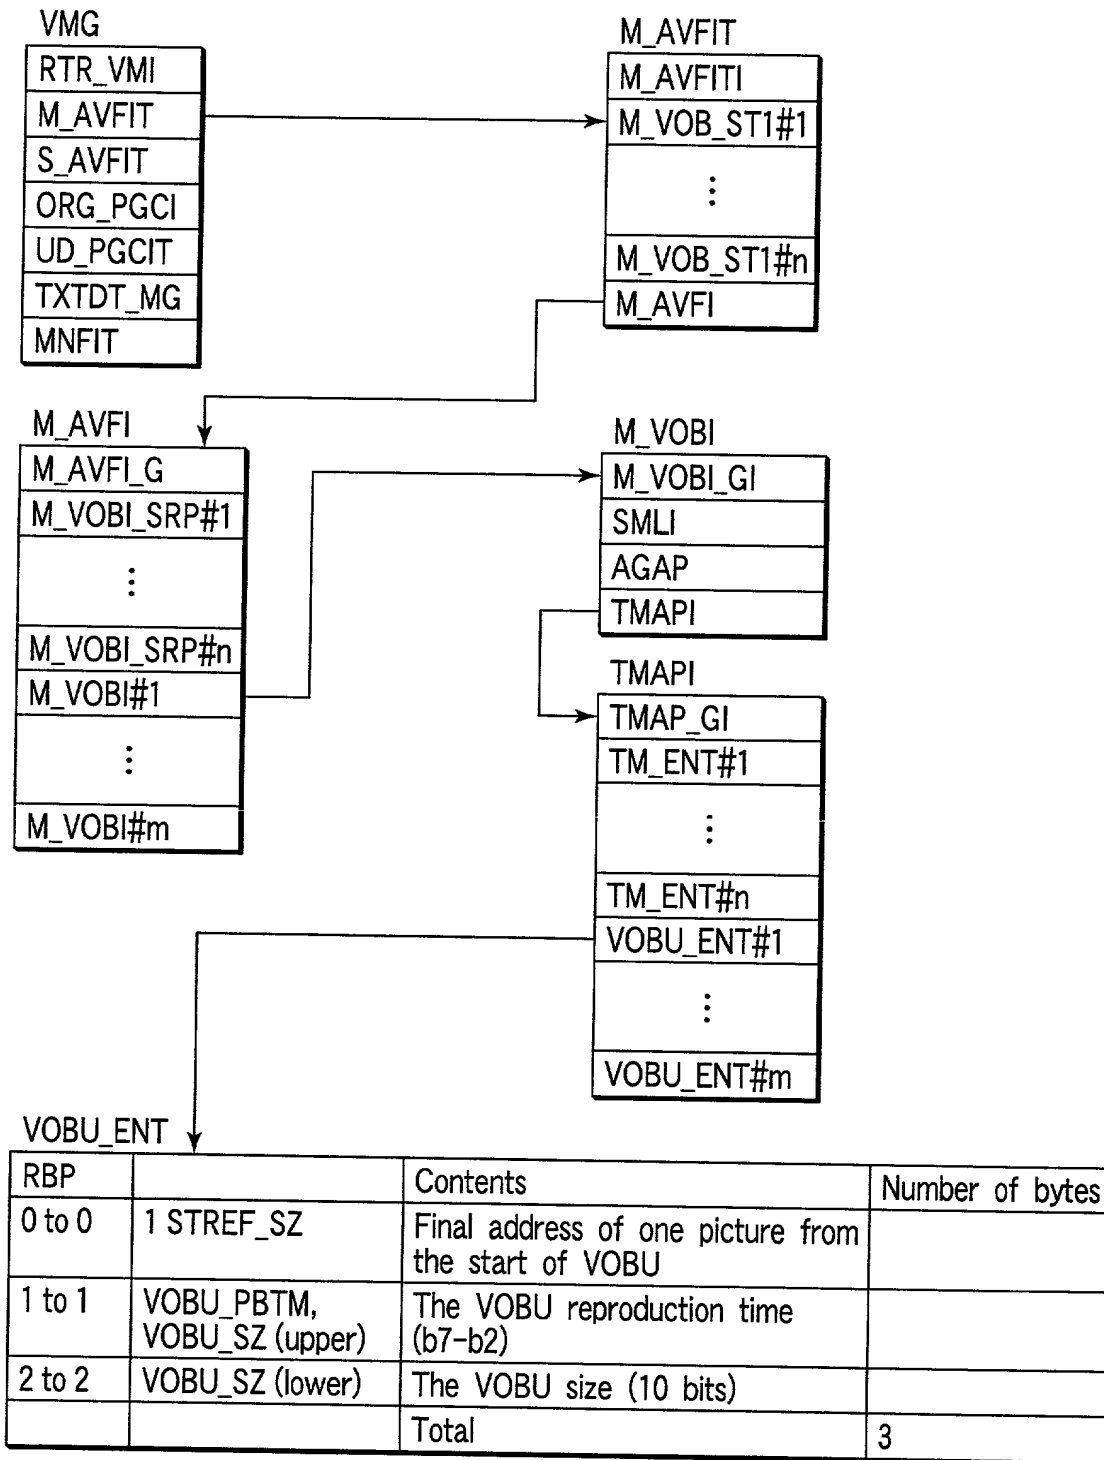 VMG
RTR_VMI
M_AVFIT
S_AVFIT
ORG_PGCI
UD_PGCIT
TXTDT_MG
MNFIT
M_AVFIT
M_AVFITI
M_VOB_ST1#1
⋮
M_VOB_ST1#n
M_AVFI
M_AVFI
M_AVFI_G
M_VOBI_SRP#1
⋮
M_VOBI_SRP#n
M_VOBI#1
⋮
M_VOBI#m
M_VOBI
M_VOBI_GI
SMLI
AGAP
TMAPI
TMAPI
TMAP_GI
TM_ENT#1
⋮
TM_ENT#n
VOBU_ENT#1
⋮
VOBU_ENT#m
VOBU_ENT
RBP Contents Number of bytes
0 to 0 1 STREF_SZ Final address of one picture from
the start of VOBU
1 to 1 VOBU_PBTM, The VOBU reproduction time
VOBU_SZ (upper) (b7-b2)
2 to 2 VOBU_SZ (lower) The VOBU size (10 bits)
Total 3